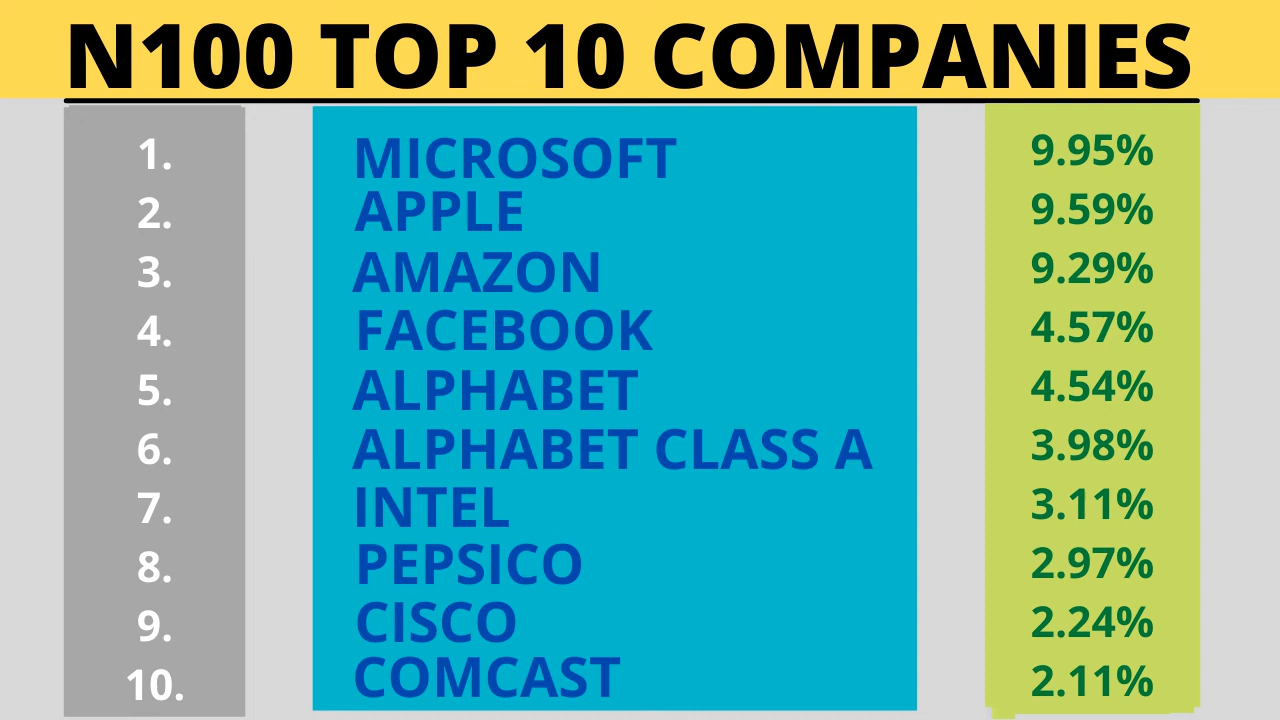 N100 TOP 10 COMPANIES
1. MICROSOFT 9.95%
2. APPLE 9.59%
3. AMAZON 9.29%
4. FACEBOOK 4.57%
5. ALPHABET 4.54%
6. ALPHABET CLASS A 3.98%
7. INTEL 3.11%
8. PEPSICO 2.97%
9. CISCO 2.24%
10. COMCAST 2.11%